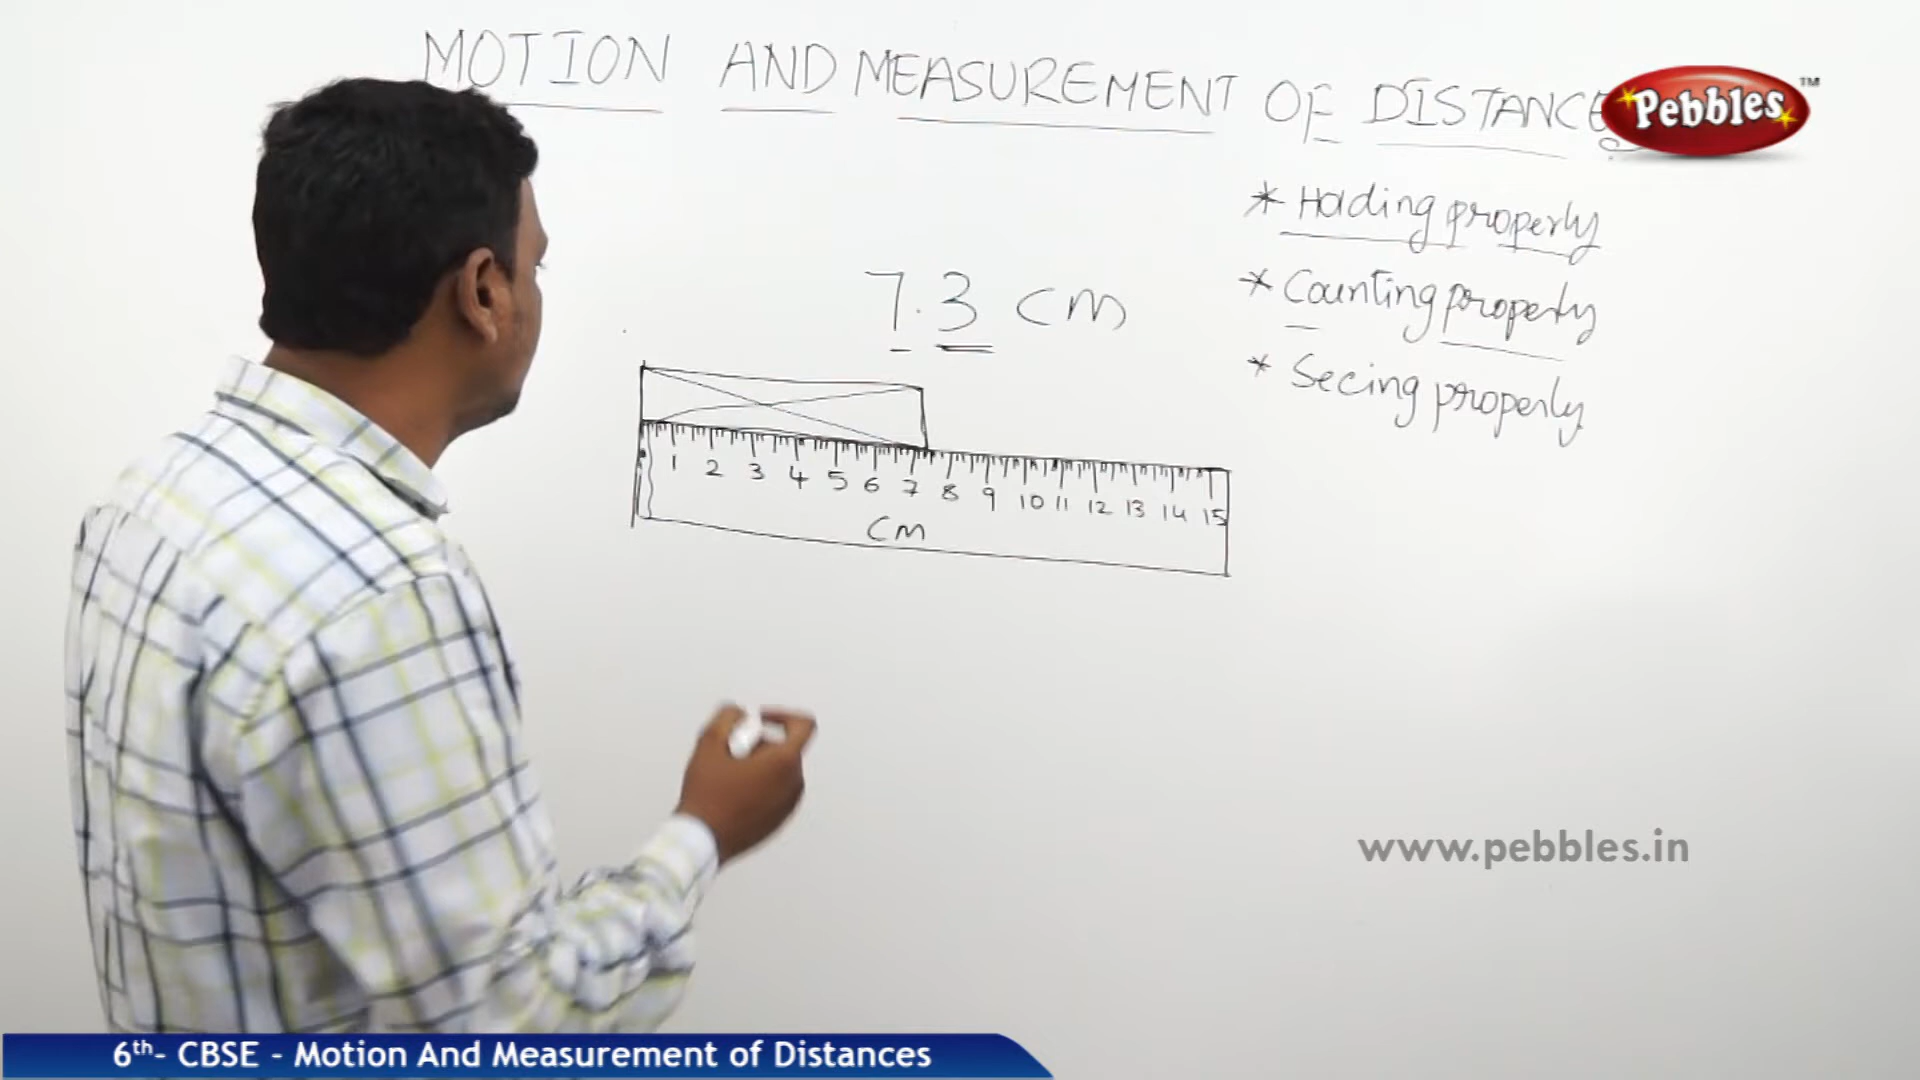 MOTION AND MEASUREMENT OF DISTANCES
Pebbles™
* Holding properly
* Counting properly
* Seeing properly
7.3 cm
1 2 3 4 5 6 7 8 9 10 11 12 13 14 15
CM
www.pebbles.in
6th- CBSE - Motion And Measurement of Distances